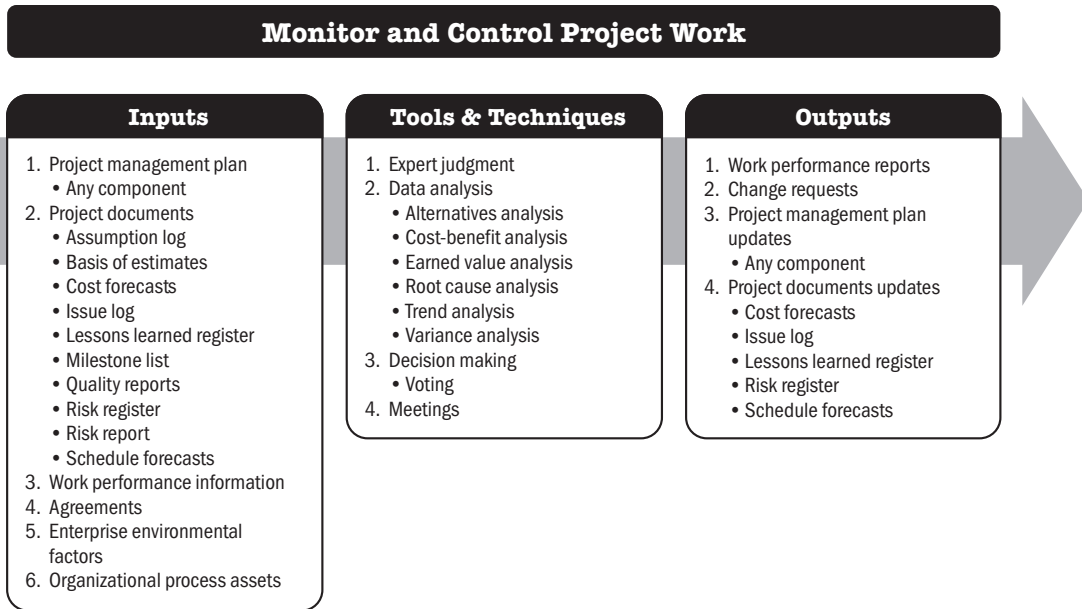 Monitor and Control Project Work
Inputs
1. Project management plan
• Any component
2. Project documents
• Assumption log
• Basis of estimates
• Cost forecasts
• Issue log
• Lessons learned register
• Milestone list
• Quality reports
• Risk register
• Risk report
• Schedule forecasts
3. Work performance information
4. Agreements
5. Enterprise environmental
factors
6. Organizational process assets
Tools & Techniques
1. Expert judgment
2. Data analysis
• Alternatives analysis
• Cost-benefit analysis
• Earned value analysis
• Root cause analysis
• Trend analysis
• Variance analysis
3. Decision making
• Voting
4. Meetings
Outputs
1. Work performance reports
2. Change requests
3. Project management plan
updates
• Any component
4. Project documents updates
• Cost forecasts
• Issue log
• Lessons learned register
• Risk register
• Schedule forecasts